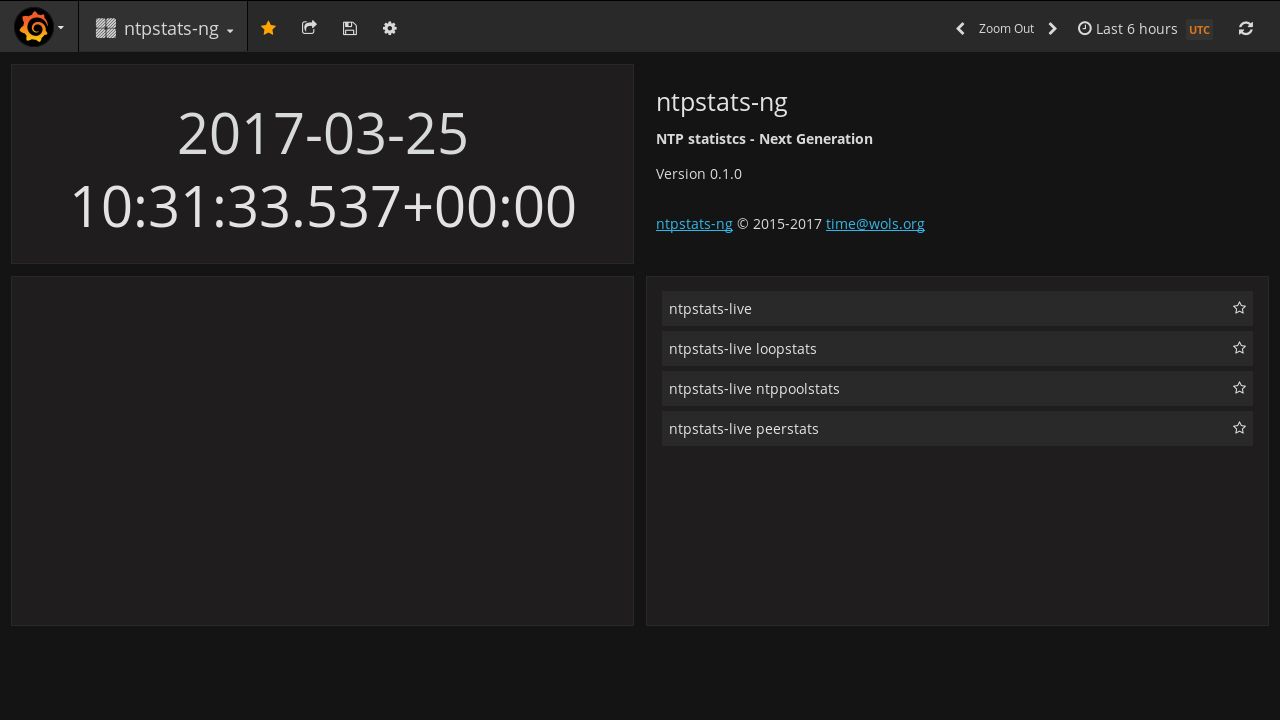 ntpstats-ng
Zoom Out
Last 6 hours UTC
2017-03-25
10:31:33.537+00:00
ntpstats-ng
NTP statistcs - Next Generation
Version 0.1.0
ntpstats-ng © 2015-2017 time@wols.org
ntpstats-live
ntpstats-live loopstats
ntpstats-live ntppoolstats
ntpstats-live peerstats